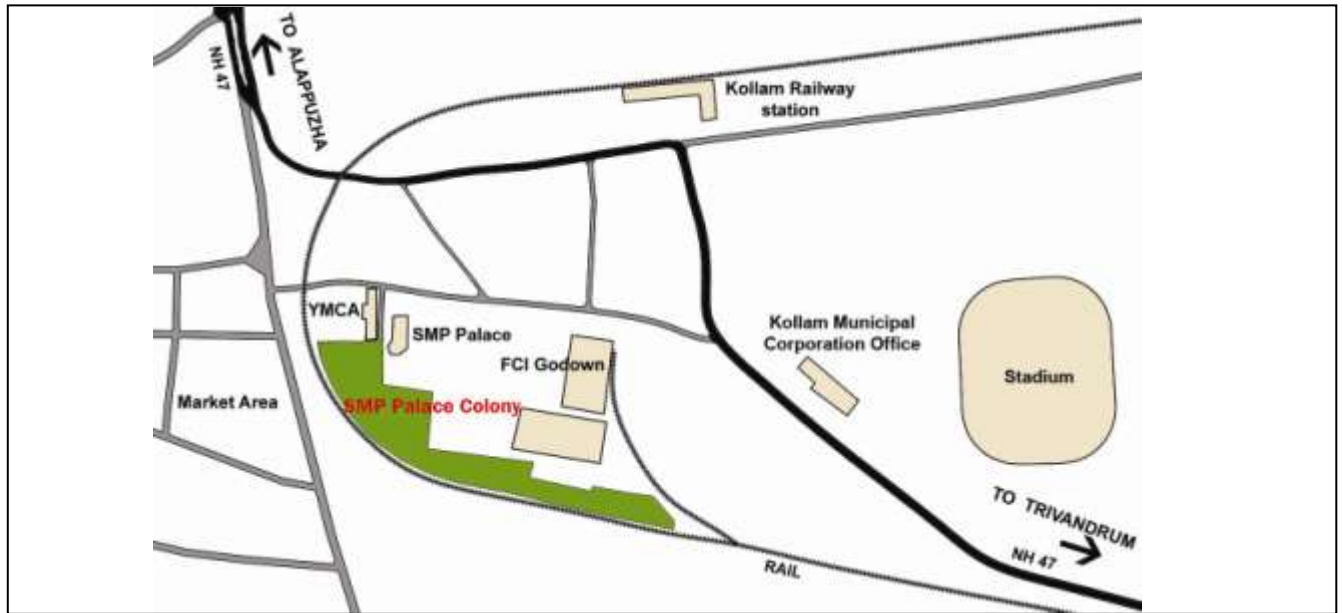 TO ALAPPUZHA
NH 47
Kollam Railway
station
YMCA
SMP Palace
Kollam Municipal
Corporation Office
FCI Godown
Stadium
Market Area
SMP Palace Colony
TO TRIVANDRUM
NH 47
RAIL